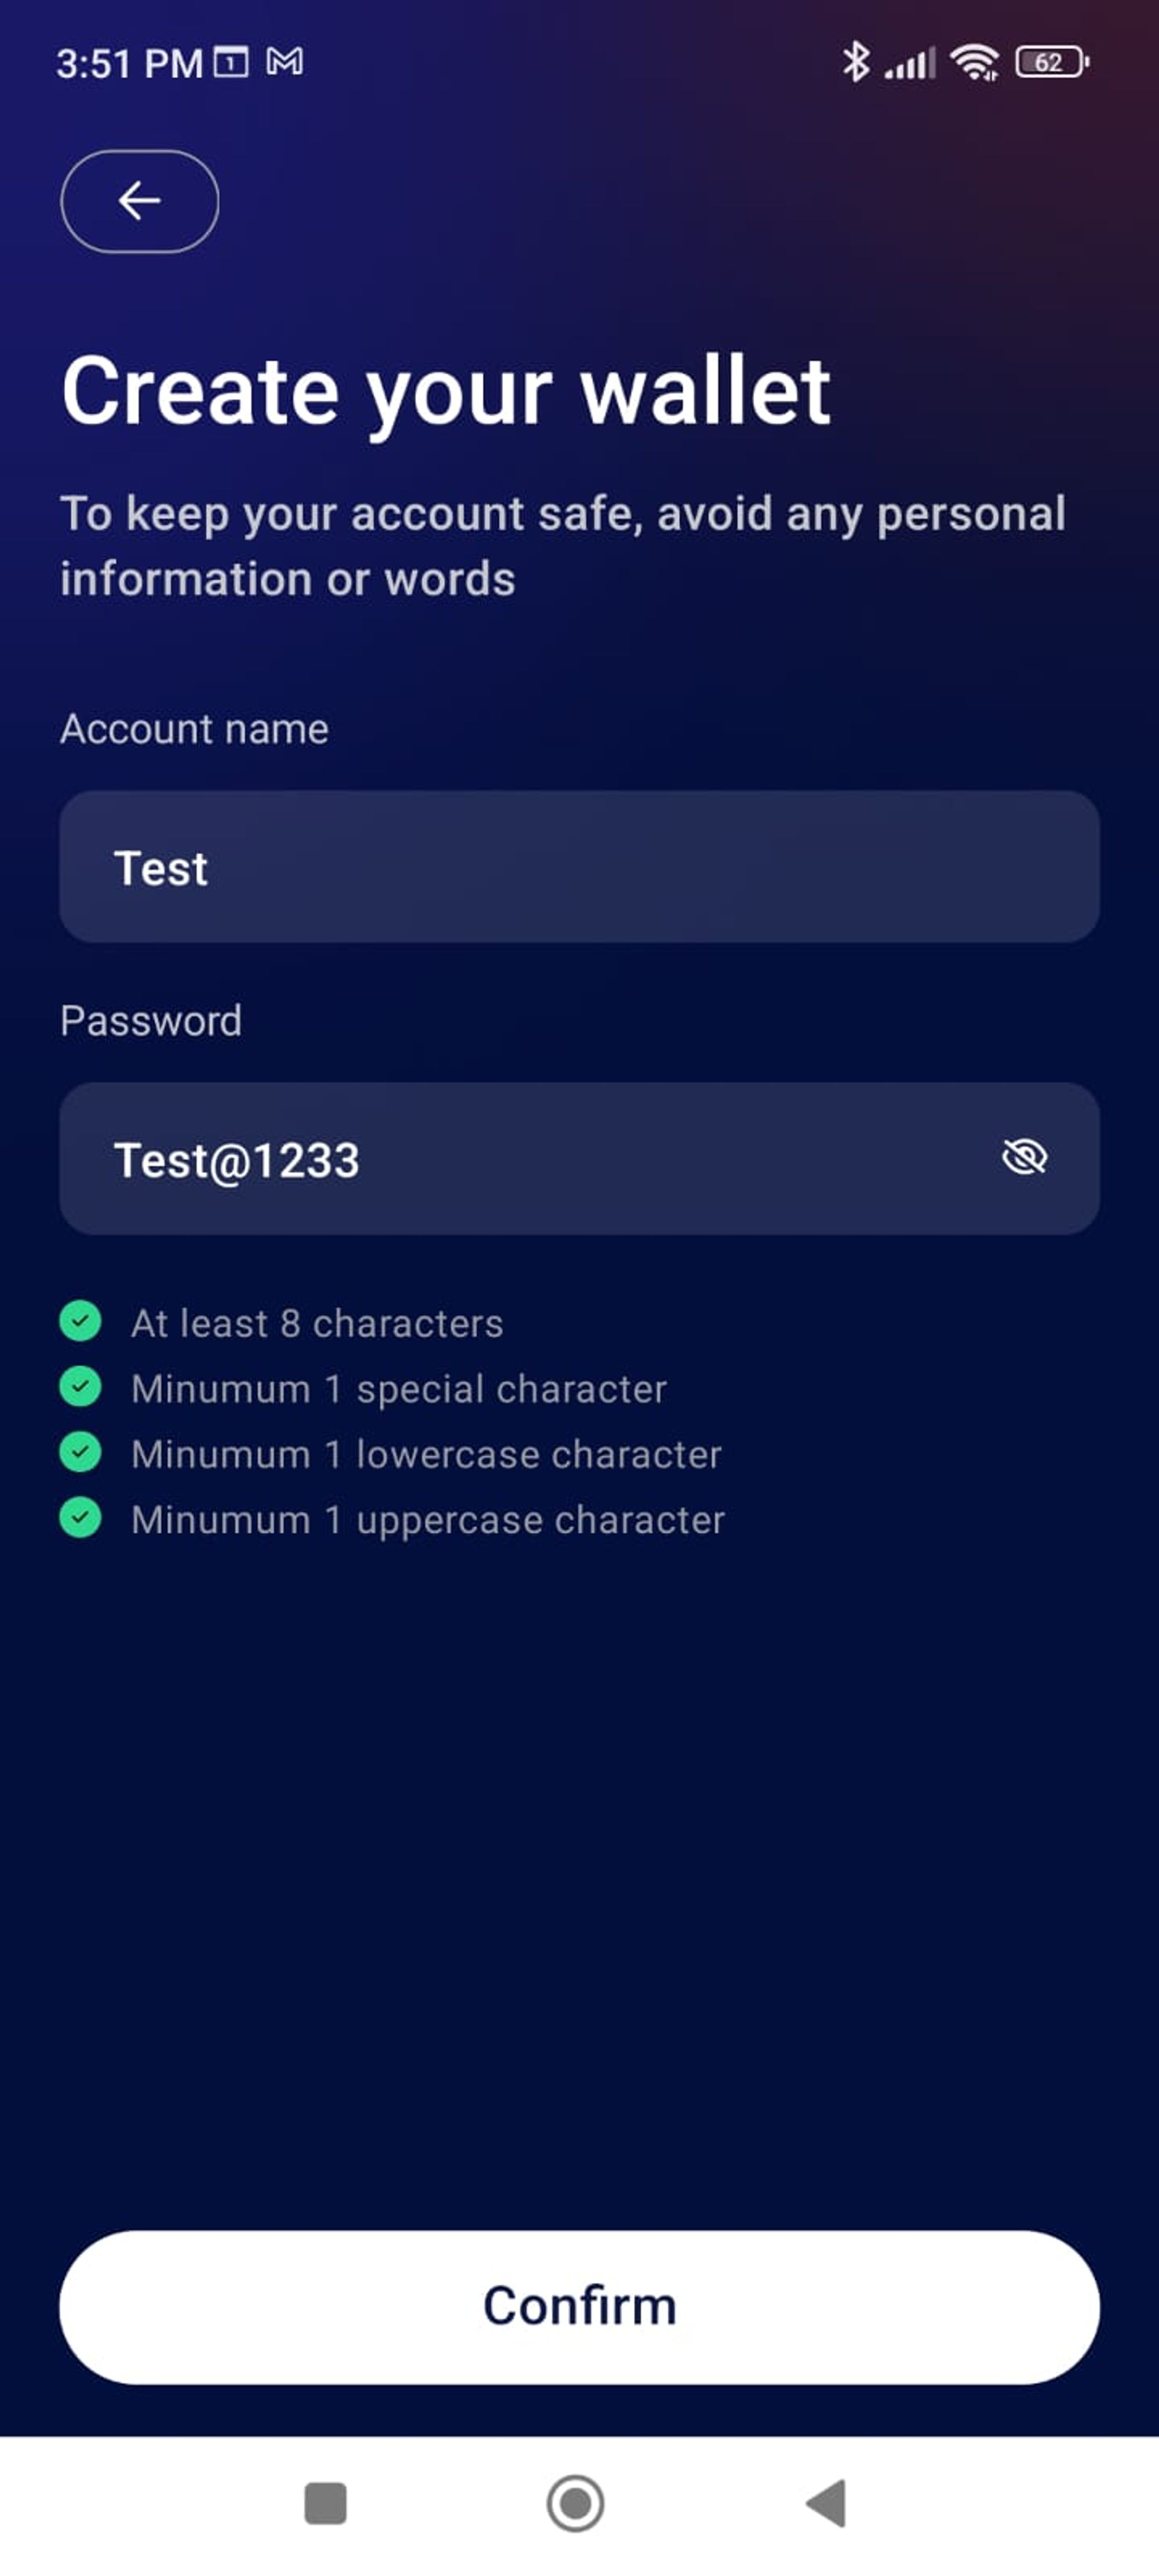 3:51 PM 1 62
Create your wallet
To keep your account safe, avoid any personal
information or words
Account name
Test
Password
Test@1233
At least 8 characters
Minumum 1 special character
Minumum 1 lowercase character
Minumum 1 uppercase character
Confirm